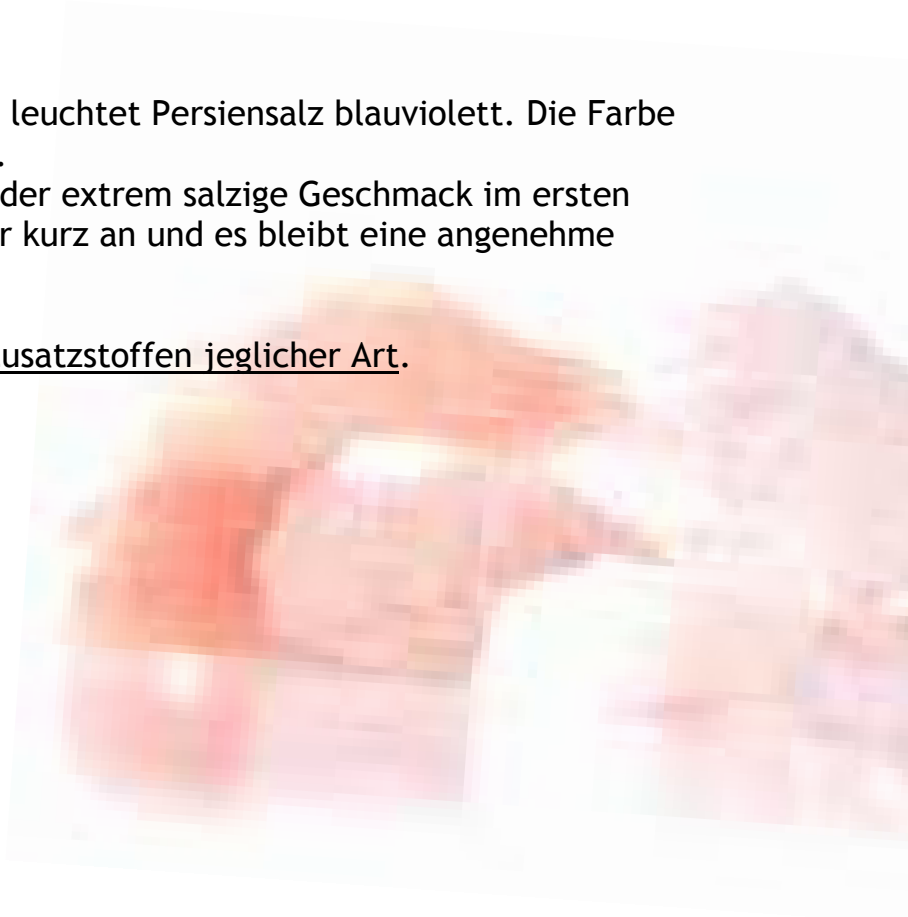 leuchtet Persiensalz blauviolett. Die Farbe
.
der extrem salzige Geschmack im ersten
r kurz an und es bleibt eine angenehme
usatzstoffen jeglicher Art.